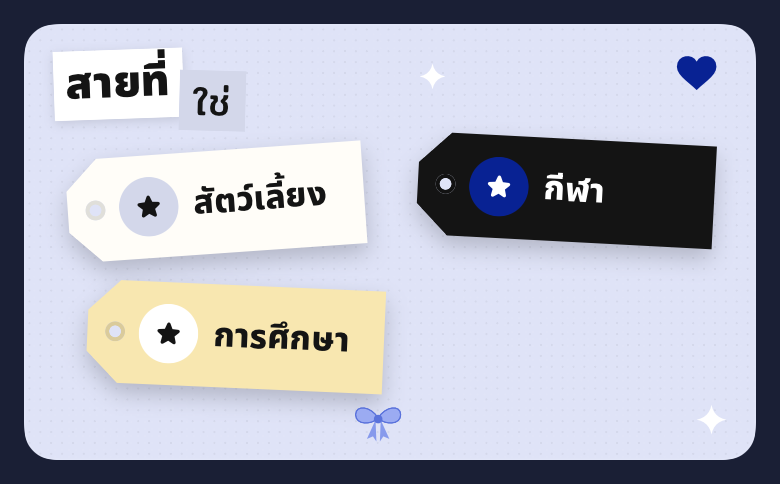 สายที่
ใช่
สัตว์เลี้ยง
กีฬา
การศึกษา